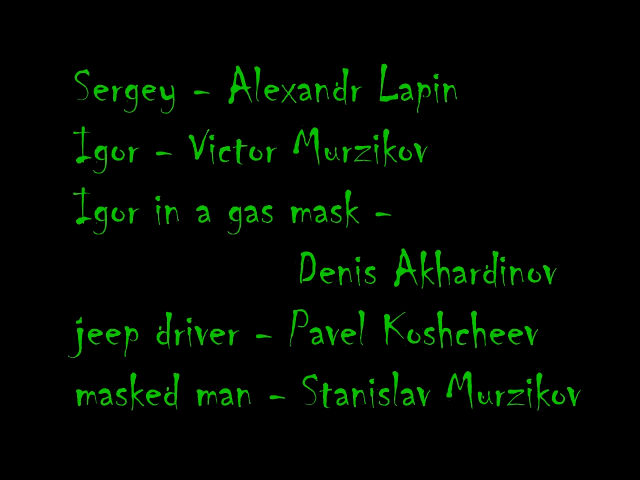 Sergey - Alexandr Lapin
Igor - Victor Murzikov
Igor in a gas mask -
Denis Akhardinov
jeep driver - Pavel Koshcheev
masked man - Stanislav Murzikov